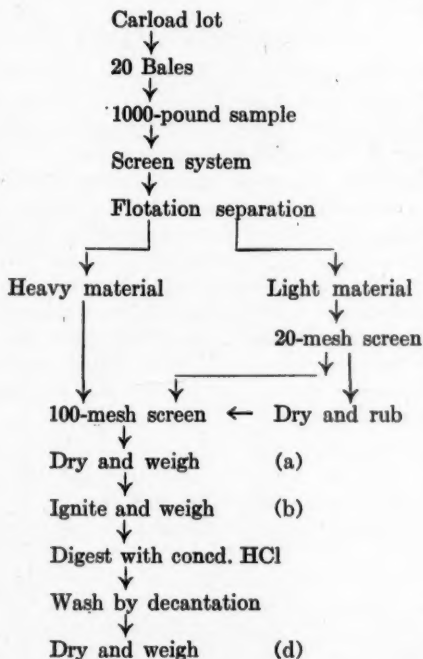 Carload lot
20 Bales
1000-pound sample
Screen system
Flotation separation
Heavy material Light material
20-mesh screen
100-mesh screen Dry and rub
Dry and weigh (a)
Ignite and weigh (b)
Digest with concd. HCl
Wash by decantation
Dry and weigh (d)